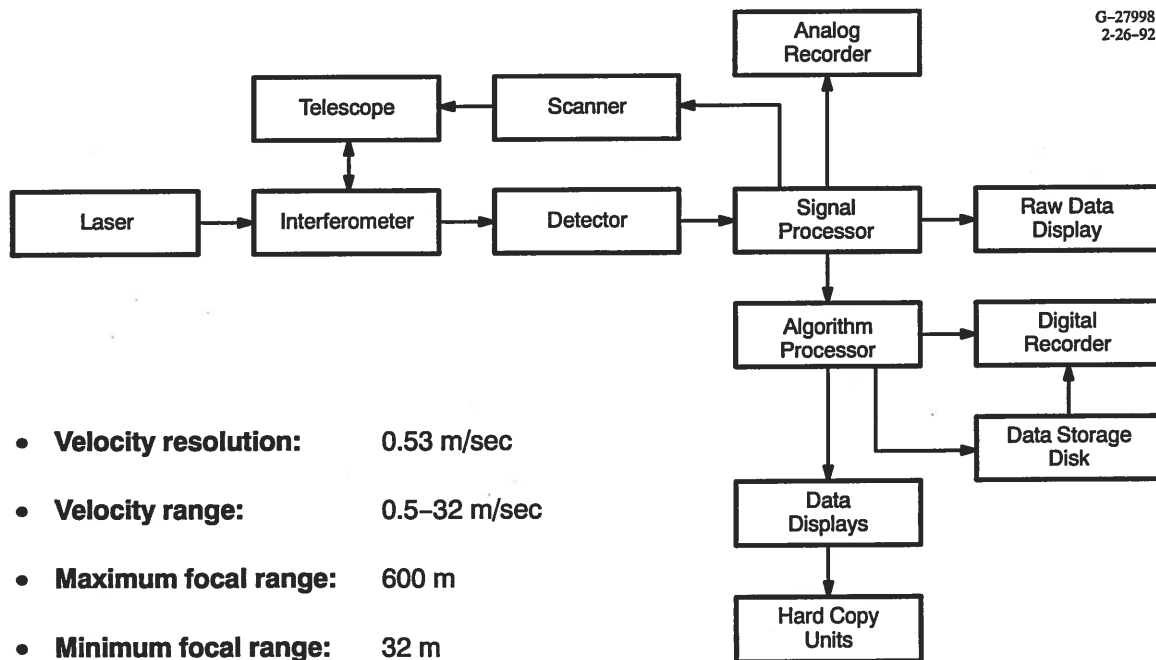 G–27998
2-26–92
Analog
Recorder
Telescope
Scanner
Laser
Interferometer
Detector
Signal
Processor
Raw Data
Display
Algorithm
Processor
Digital
Recorder
Data Storage
Disk
Data
Displays
Hard Copy
Units
• Velocity resolution: 0.53 m/sec
• Velocity range: 0.5–32 m/sec
• Maximum focal range: 600 m
• Minimum focal range: 32 m